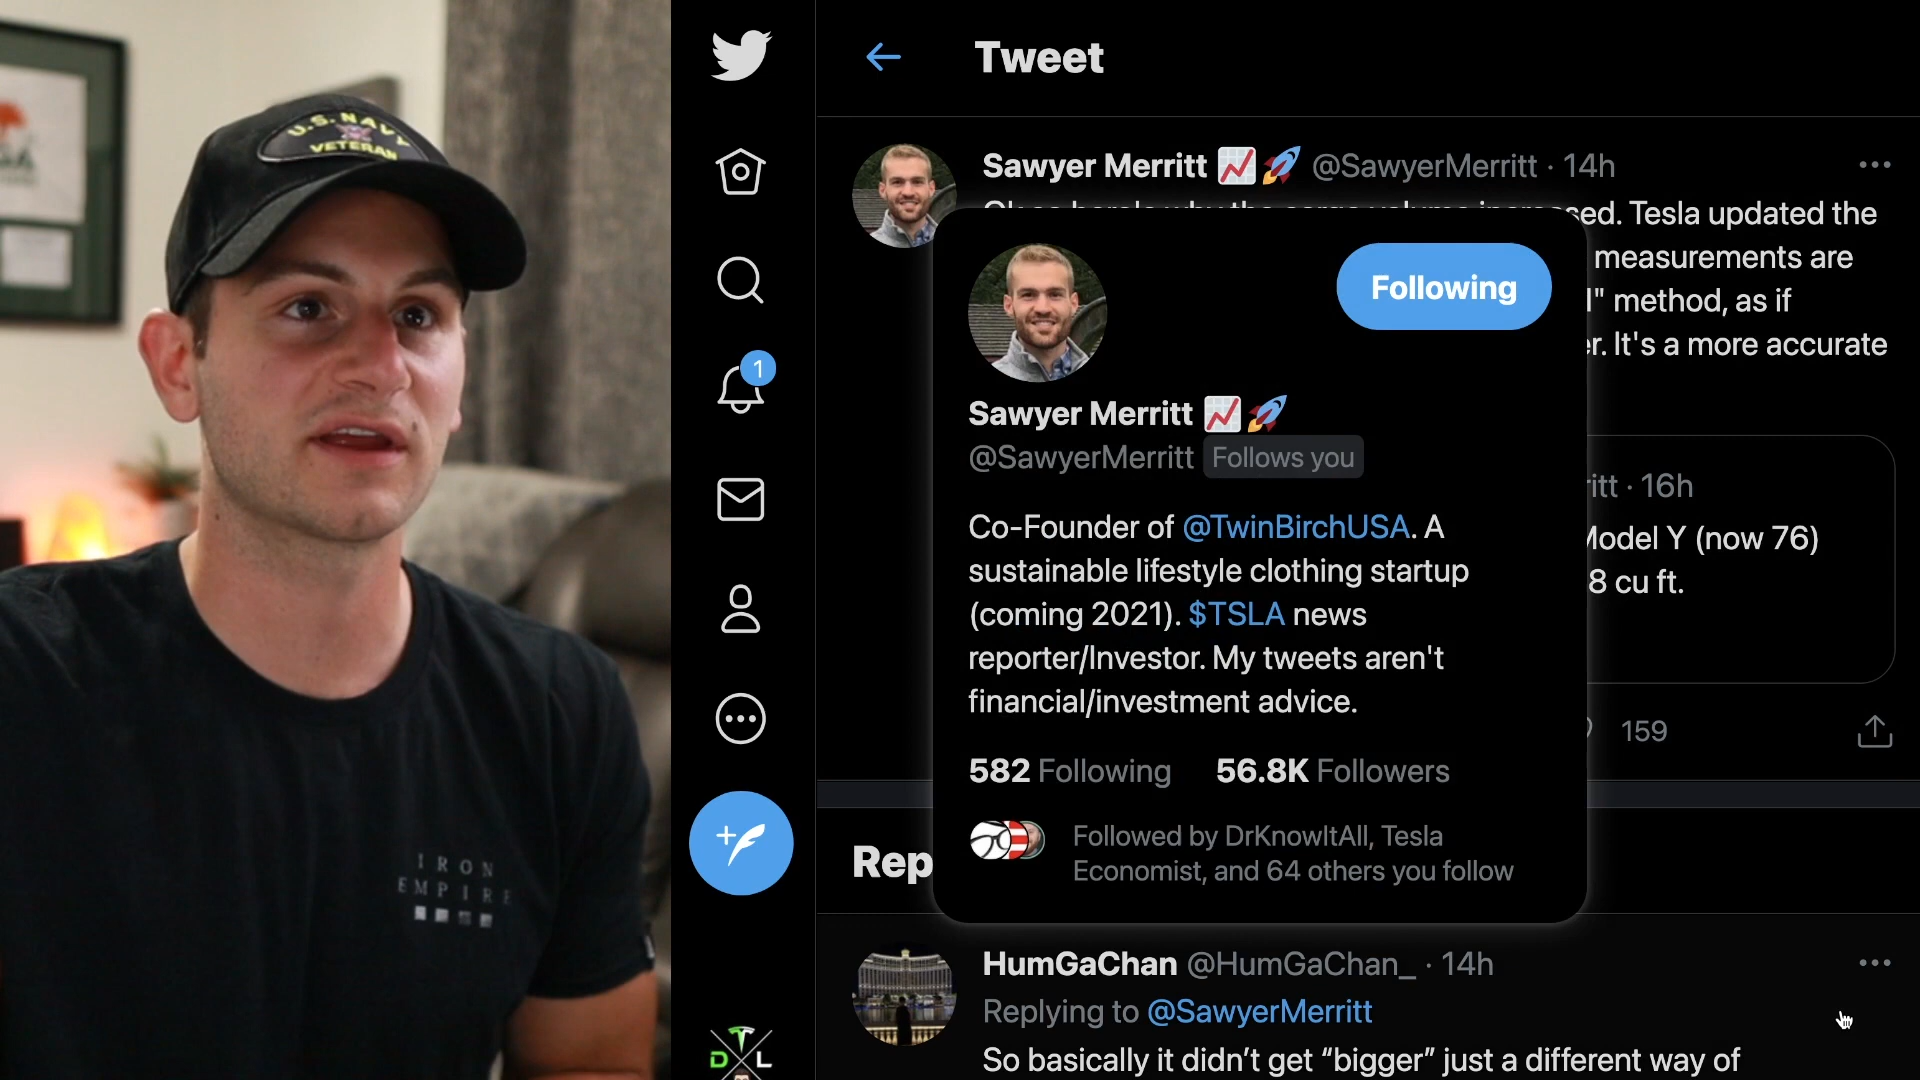 U.S. NAVY
VETERAN
IRON
EMPIRE
Tweet
Sawyer Merritt @SawyerMerritt · 14h
sed. Tesla updated the
measurements are
" method, as if
r. It's a more accurate
Following
Sawyer Merritt
@SawyerMerritt Follows you
Co-Founder of @TwinBirchUSA. A
sustainable lifestyle clothing startup
(coming 2021). $TSLA news
reporter/Investor. My tweets aren't
financial/investment advice.
582 Following 56.8K Followers
Followed by DrKnowItAll, Tesla
Economist, and 64 others you follow
1
ritt · 16h
Model Y (now 76)
8 cu ft.
159
Rep
HumGaChan @HumGaChan_ · 14h
Replying to @SawyerMerritt
So basically it didn’t get “bigger” just a different way of
D L